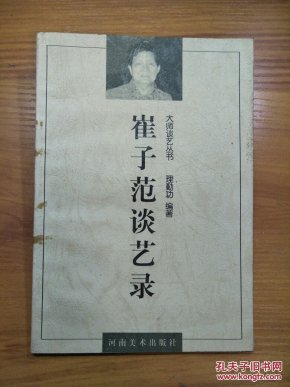 大师谈艺丛书
理勤功 编著
崔子范谈艺录
河南美术出版社
孔夫子旧书网